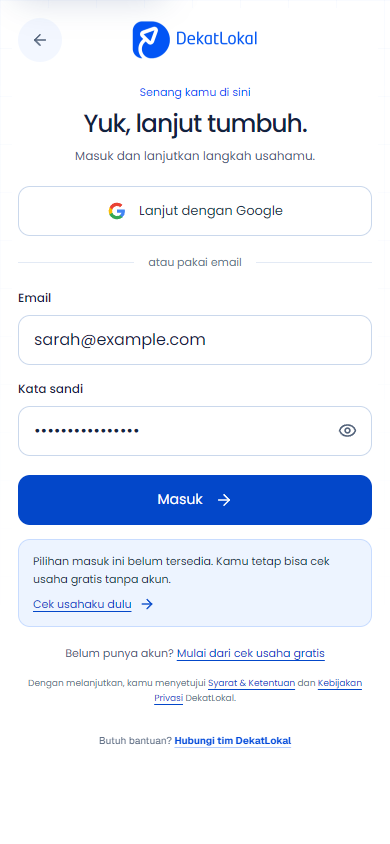 DekatLokal
Senang kamu di sini
Yuk, lanjut tumbuh.
Masuk dan lanjutkan langkah usahamu.
Lanjut dengan Google
atau pakai email
Email
sarah@example.com
Kata sandi
••••••••••••••••
Masuk
Pilihan masuk ini belum tersedia. Kamu tetap bisa cek
usaha gratis tanpa akun.
Cek usahaku dulu
Belum punya akun? Mulai dari cek usaha gratis
Dengan melanjutkan, kamu menyetujui Syarat & Ketentuan dan Kebijakan
Privasi DekatLokal.
Butuh bantuan? Hubungi tim DekatLokal